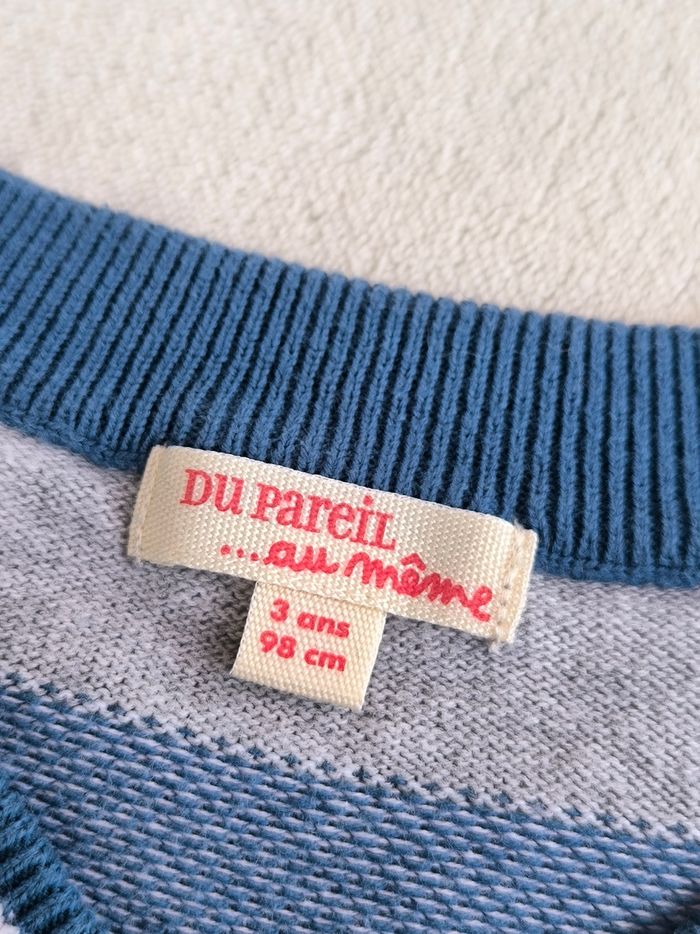 DU PAREIL
...au même
3 ans
98 cm